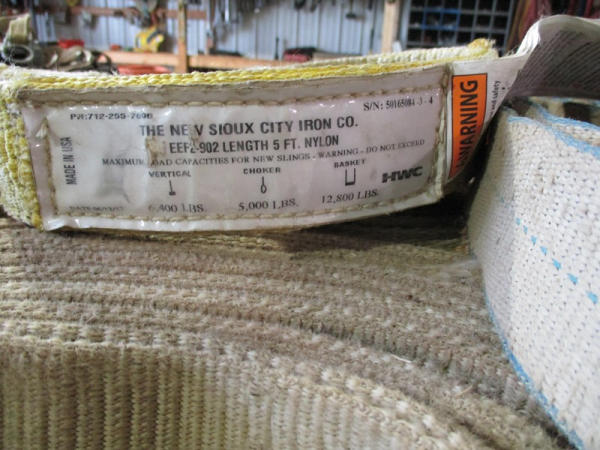 PH:712-255-7690
S/N: 50165084-3-4
THE NEW SIOUX CITY IRON CO.
EEF2-902 LENGTH 5 FT. NYLON
MAXIMUM LOAD CAPACITIES FOR NEW SLINGS - WARNING - DO NOT EXCEED
VERTICAL CHOKER BASKET
HWC
6,400 LBS. 5,000 LBS. 12,800 LBS.
MADE IN USA
WARNING